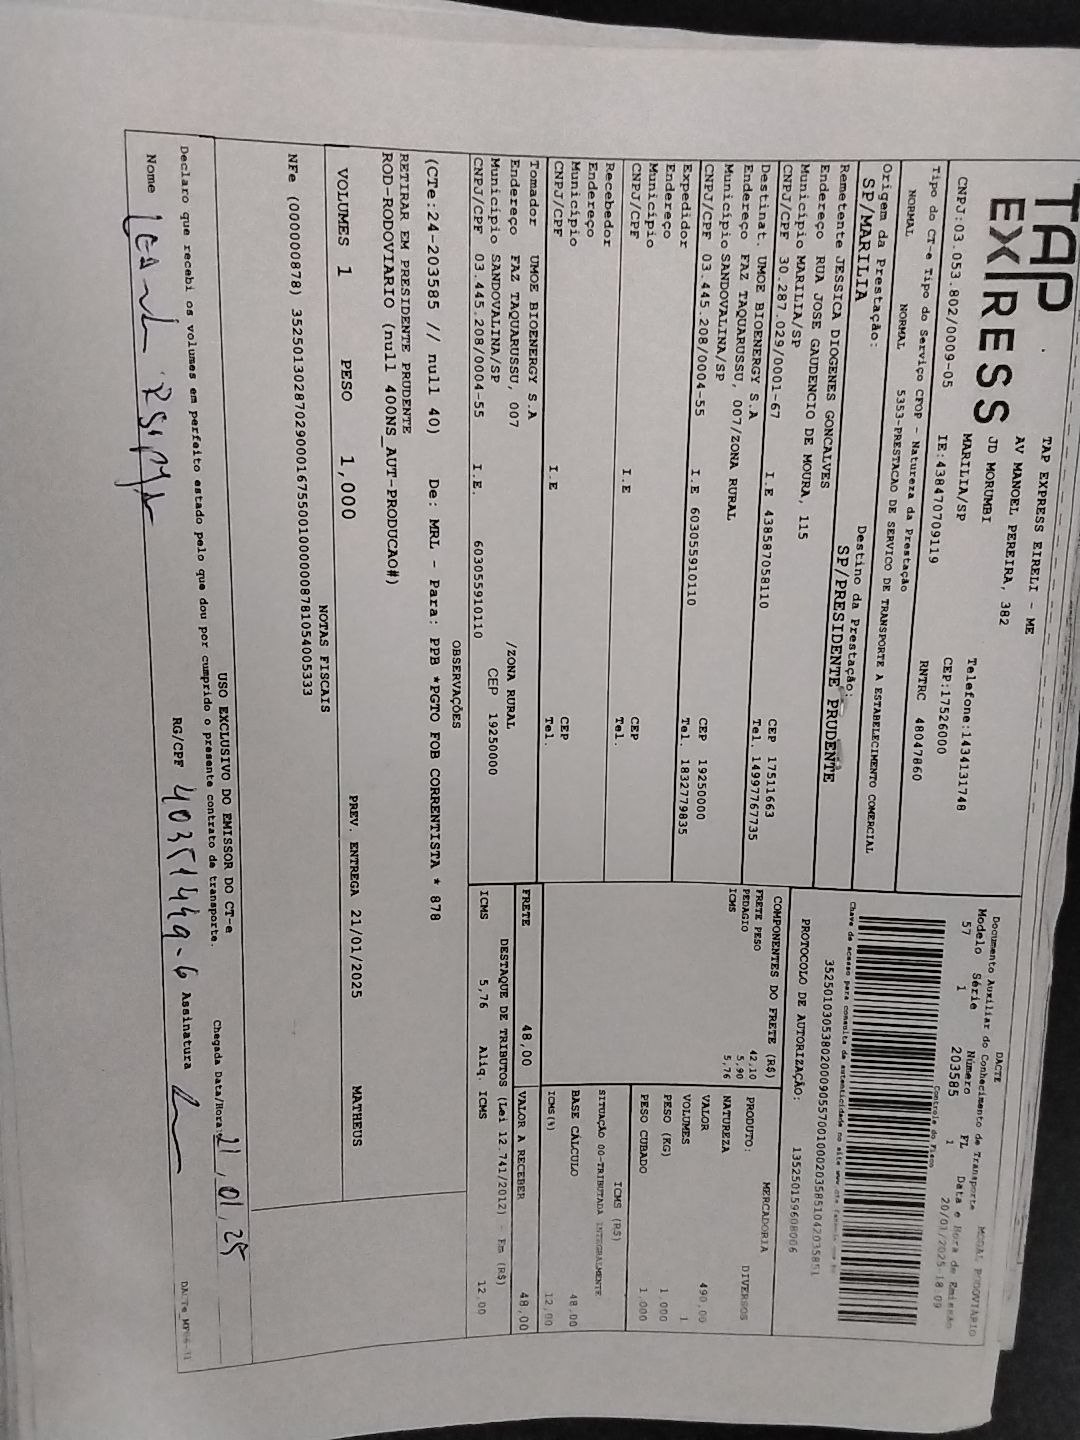 TAP EXPRESS
TAP EXPRESS EIRELI - ME
AV MANOEL PEREIRA, 382
JD MORUMBI
MARILIA/SP
Telefone:1434131748
CEP:17526000
CNPJ:03.053.802/0009-05 IE:438470709119 RNTRC 48047860
Tipo do CT-e Tipo do Serviço CFOP - Natureza da Prestação
NORMAL NORMAL 5353-PRESTACAO DE SERVICO DE TRANSPORTE A ESTABELECIMENTO COMERCIAL
Origem da Prestação: Destino da Prestação:
SP/MARILIA SP/PRESIDENTE PRUDENTE
DACTE
Documento Auxiliar do Conhecimento de Transporte MODAL RODOVIARIO
Modelo Série Número FL Data e Hora de Emissão
57 1 203585 1 20/01/2025 18:09
Controle do Fisco
Chave de acesso para consulta de autenticidade no site
35250103053802000905570010002035851042035851
PROTOCOLO DE AUTORIZAÇÃO: 135250159608006
Remetente JESSICA DIOGENES GONCALVES
Endereço RUA JOSE GAUDENCIO DE MOURA, 115
Município MARILIA/SP CEP 17511663
CNPJ/CPF 30.287.029/0001-67 I.E 438587058110 Tel. 14997767735
Destinat. UMOE BIOENERGY S.A
Endereço FAZ TAQUARUSSU, 007/ZONA RURAL
Município SANDOVALINA/SP CEP 19250000
CNPJ/CPF 03.445.208/0004-55 I.E 603055910110 Tel. 1832779835
Expedidor
Endereço
Município CEP
CNPJ/CPF I.E Tel.
Recebedor
Endereço
Município CEP
CNPJ/CPF I.E Tel.
Tomador UMOE BIOENERGY S.A
Endereço FAZ TAQUARUSSU, 007 /ZONA RURAL
Município SANDOVALINA/SP CEP 19250000
CNPJ/CPF 03.445.208/0004-55 I.E. 603055910110
COMPONENTES DO FRETE (R$)
FRETE PESO 42,10
PEDAGIO 5,90
ICMS 5,76
PRODUTO: MERCADORIA DIVERSOS
NATUREZA
VALOR 490,00
VOLUMES 1
PESO (KG) 1,000
PESO CUBADO 1,000
ICMS (R$)
SITUAÇÃO 00-TRIBUTADA INTEGRALMENTE
BASE CÁLCULO 48,00
ICMS(%) 12,00
FRETE 48,00 VALOR A RECEBER 48,00
DESTAQUE DE TRIBUTOS (Lei 12.741/2012) - Em (R$)
ICMS 5,76 Aliq. ICMS 12,00
OBSERVAÇÕES
(CTe:24-203585 // null 40) De: MRL - Para: PPB *PGTO FOB CORRENTISTA * 878
RETIRAR EM PRESIDENTE PRUDENTE
ROD-RODOVIARIO (null 400NS_AUT-PRODUCAO#)
VOLUMES 1 PESO 1,000 PREV. ENTREGA 21/01/2025 MATHEUS
NOTAS FISCAIS
NFe (000000878) 35250130287029000167550010000008781054005333
USO EXCLUSIVO DO EMISSOR DO CT-e
Declaro que recebi os volumes em perfeito estado pelo que dou por cumprido o presente contrato de transporte. Chegada Data/Hora: 21,01,25
Nome RG/CPF 40351449-6 Assinatura